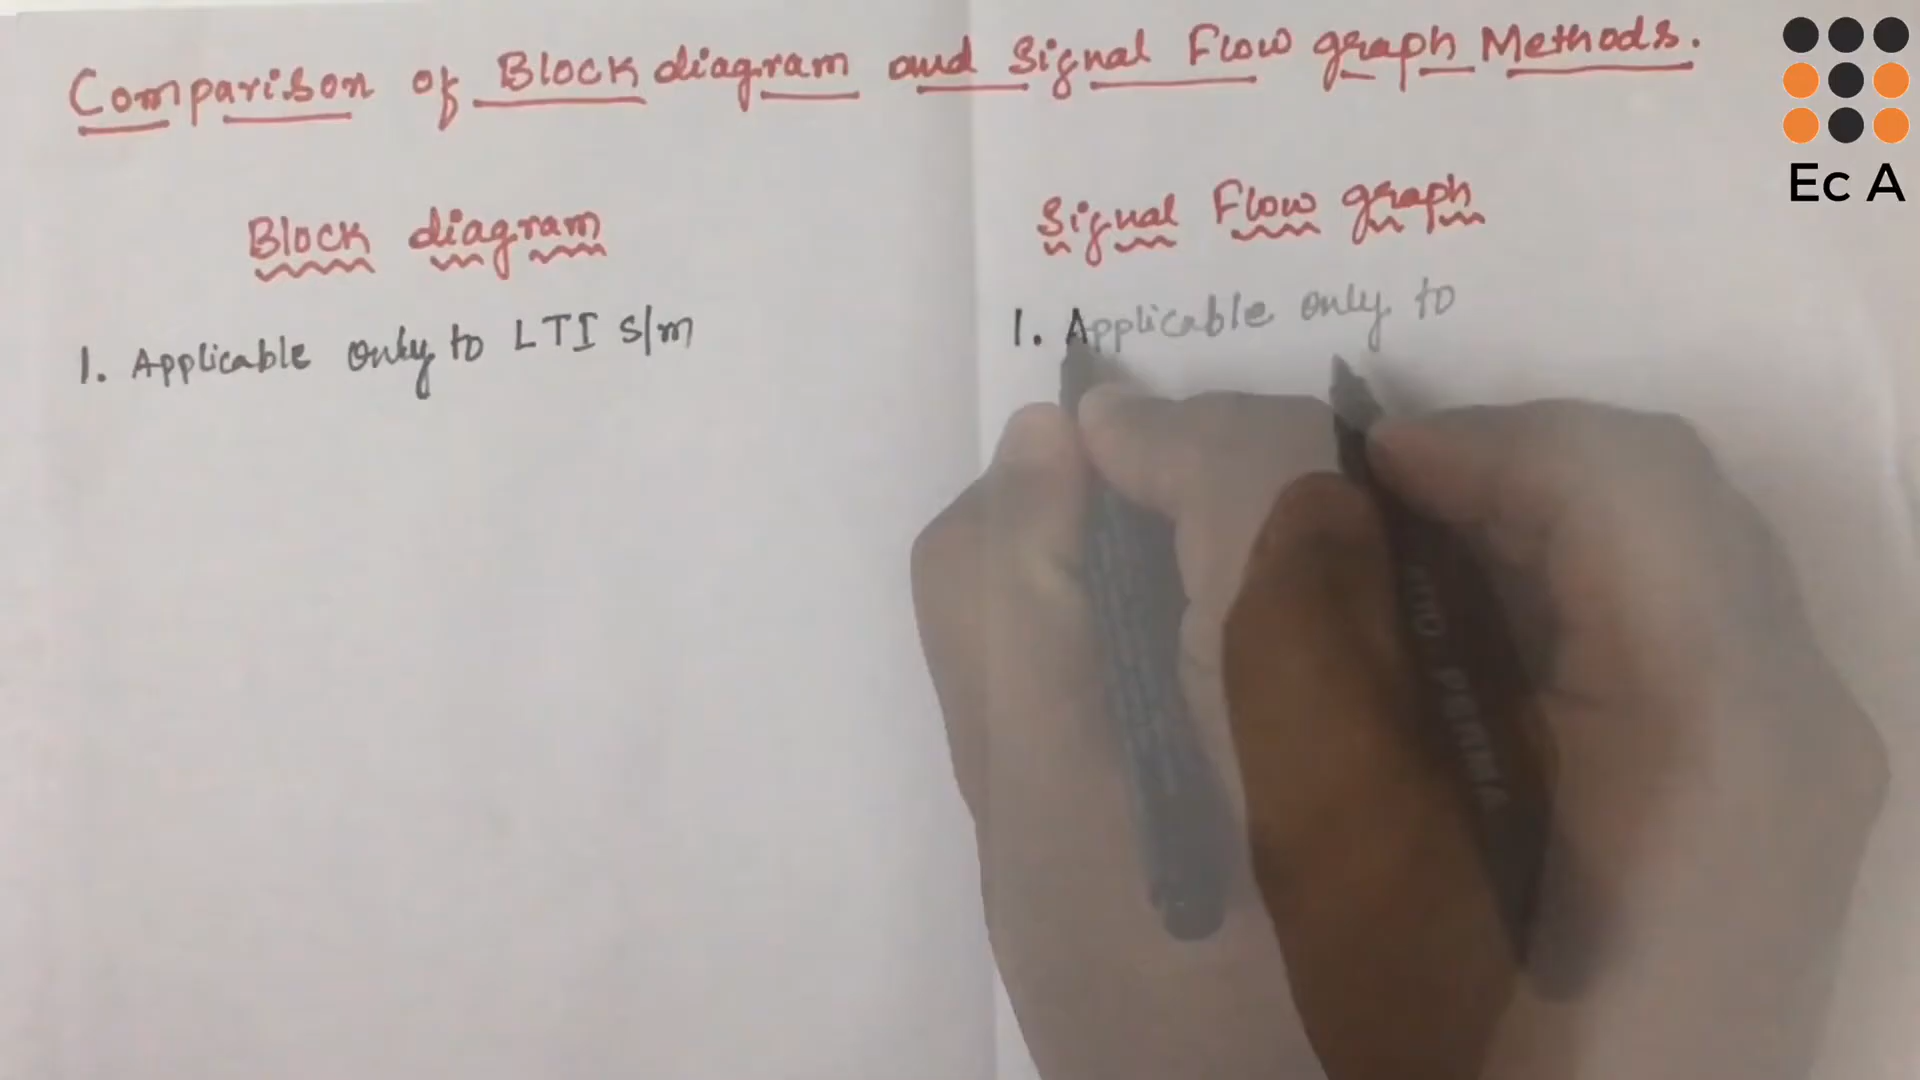 Comparison of Block diagram and Signal Flow graph Methods.
Ec A
Block diagram
1. Applicable only to LTI s/m
Signal Flow graph
1. Applicable only to